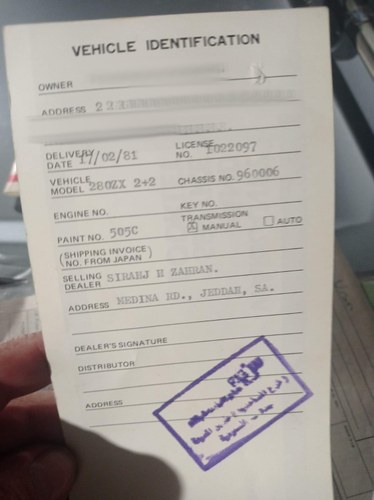 VEHICLE IDENTIFICATION
OWNER
ADDRESS
DELIVERY DATE 17/02/81 LICENSE NO. I022097
VEHICLE MODEL 280ZX 2+2 CHASSIS NO. 960006
ENGINE NO. KEY NO.
PAINT NO. 505C TRANSMISSION ☒ MANUAL ☐ AUTO
(SHIPPING INVOICE NO. FROM JAPAN)
SELLING DEALER SIRAHJ H ZAHRAN.
ADDRESS MEDINA RD., JEDDAH, SA.
DEALER'S SIGNATURE
DISTRIBUTOR
ADDRESS